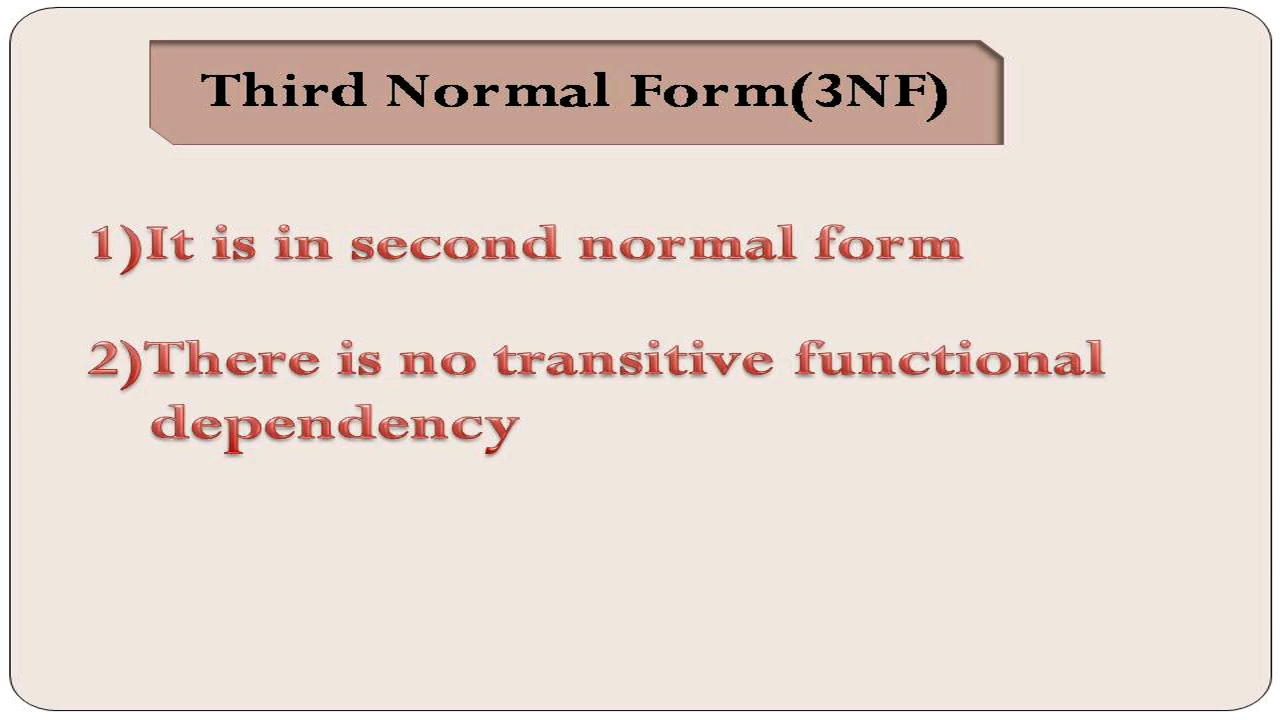 Third Normal Form(3NF)
1)It is in second normal form
2)There is no transitive functional
dependency